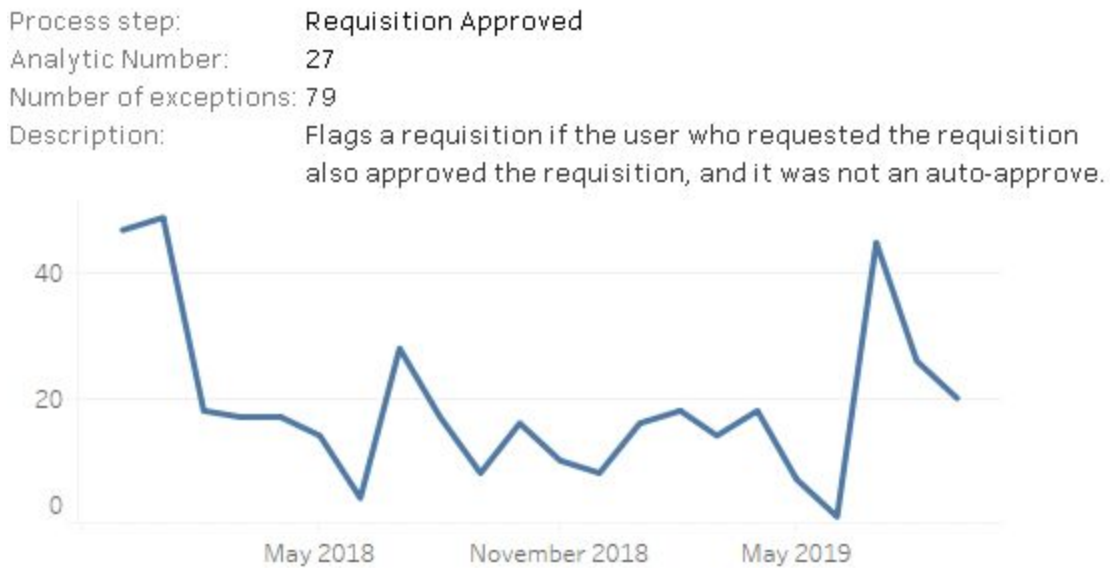 Process step: Requisition Approved
Analytic Number: 27
Number of exceptions: 79
Description: Flags a requisition if the user who requested the requisition
also approved the requisition, and it was not an auto-approve.
40
20
0
May 2018 November 2018 May 2019